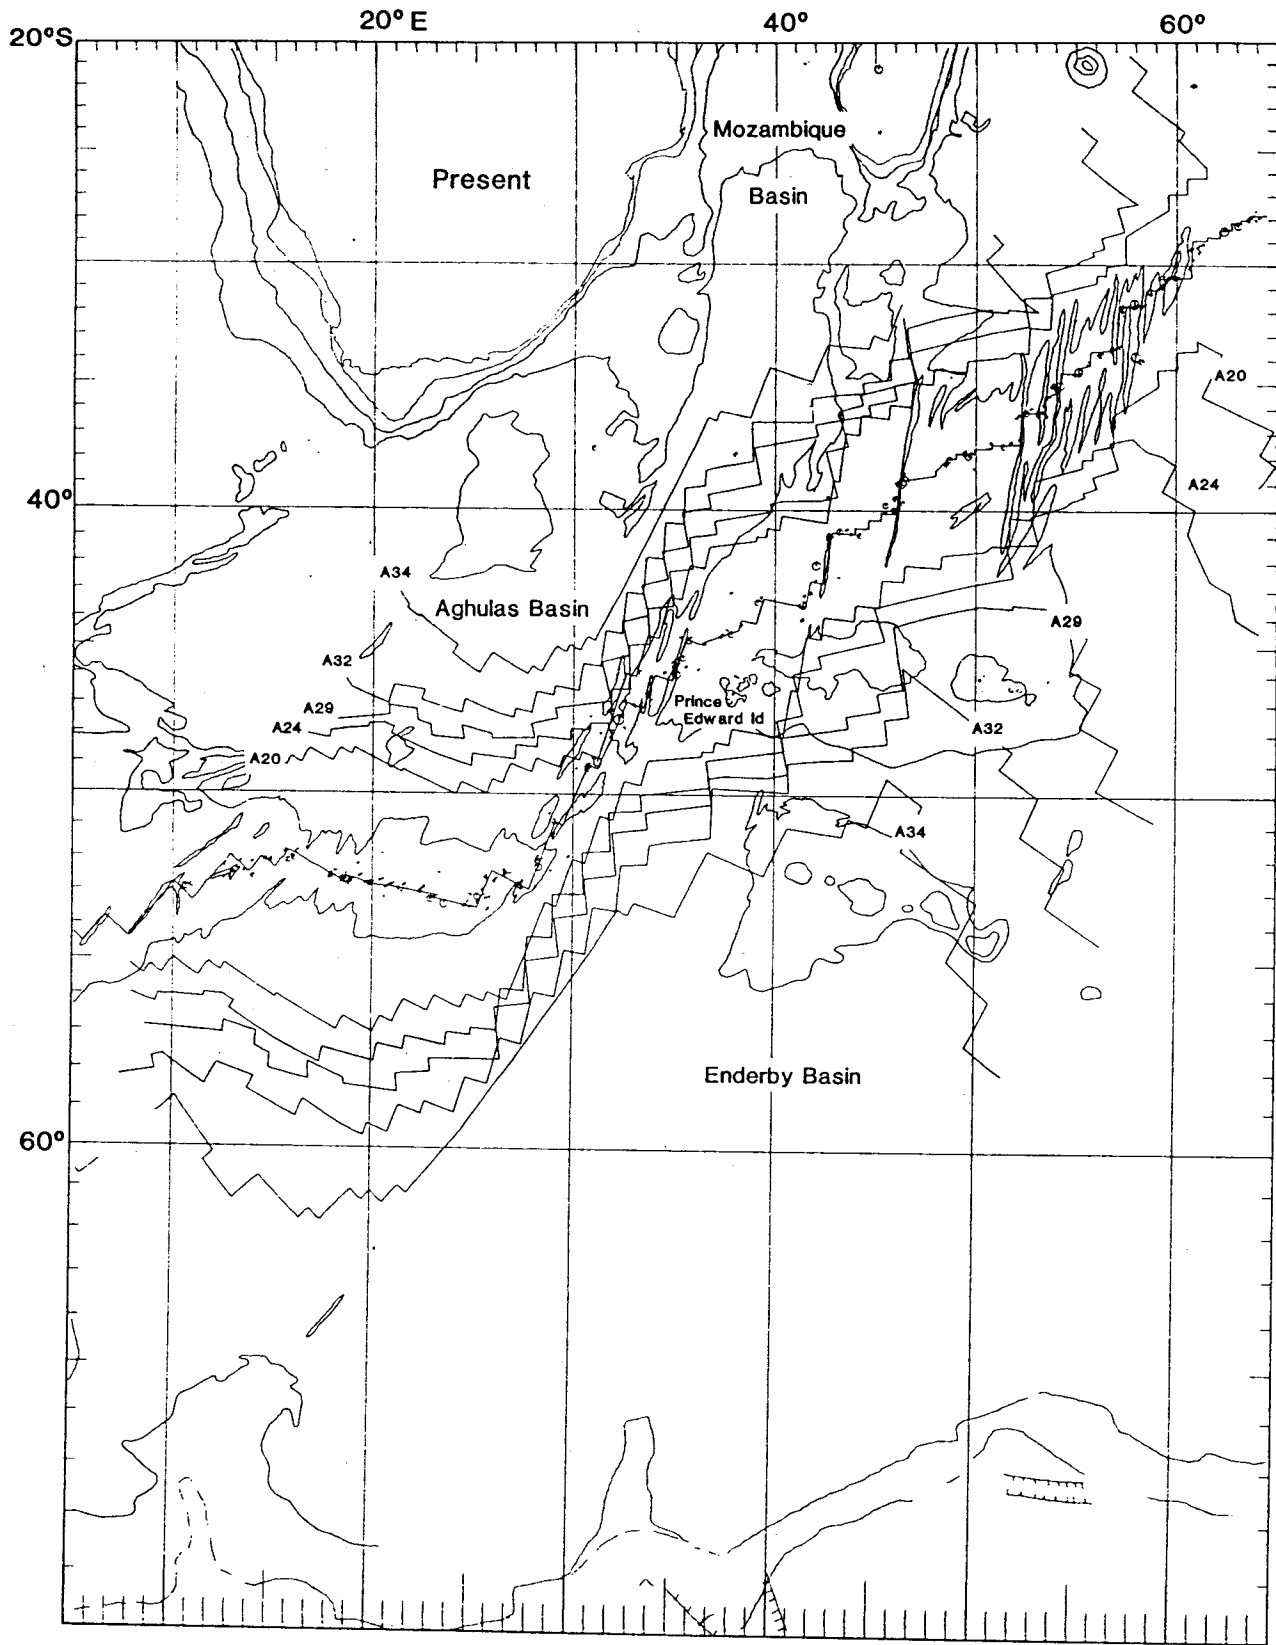 20° E
40°
60°
20°S
Mozambique
Present
Basin
A20
A24
40°
A34
Aghulas Basin
A29
A32
Prince
Edward Id
A29
A24
A32
A20
A34
Enderby Basin
60°